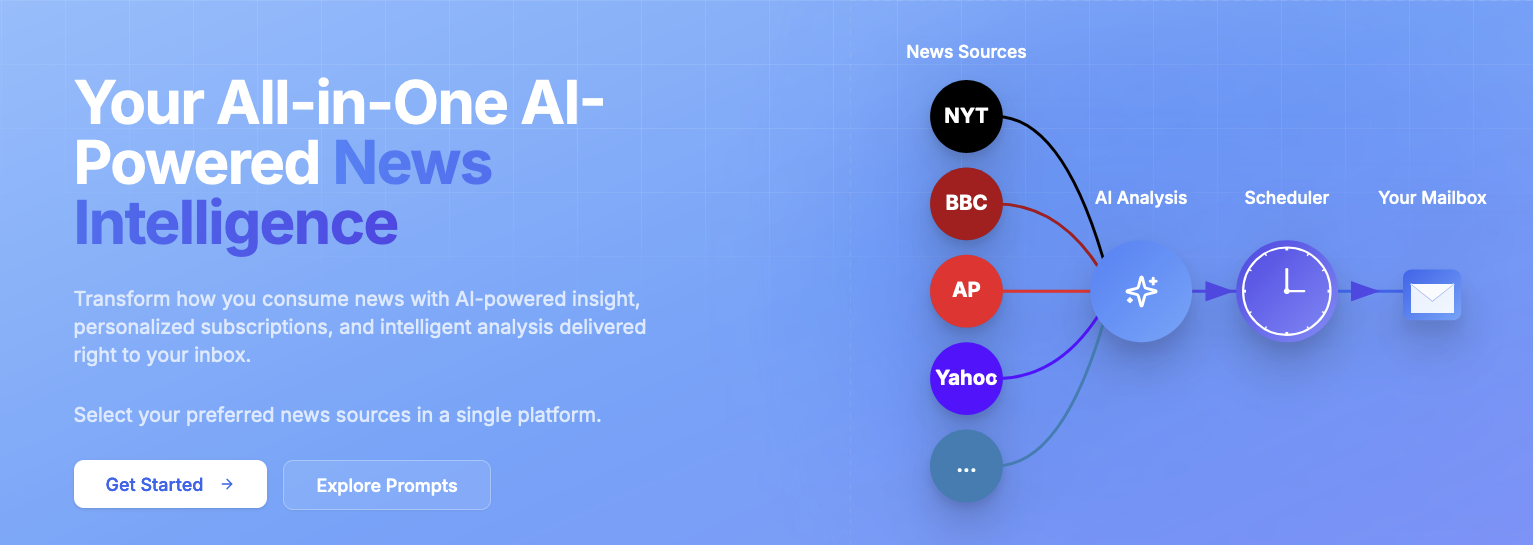 Your All-in-One AI-
Powered News
Intelligence
Transform how you consume news with AI-powered insight,
personalized subscriptions, and intelligent analysis delivered
right to your inbox.
Select your preferred news sources in a single platform.
Get Started →
Explore Prompts
News Sources
NYT
BBC
AP
Yahoo
...
AI Analysis
Scheduler
Your Mailbox